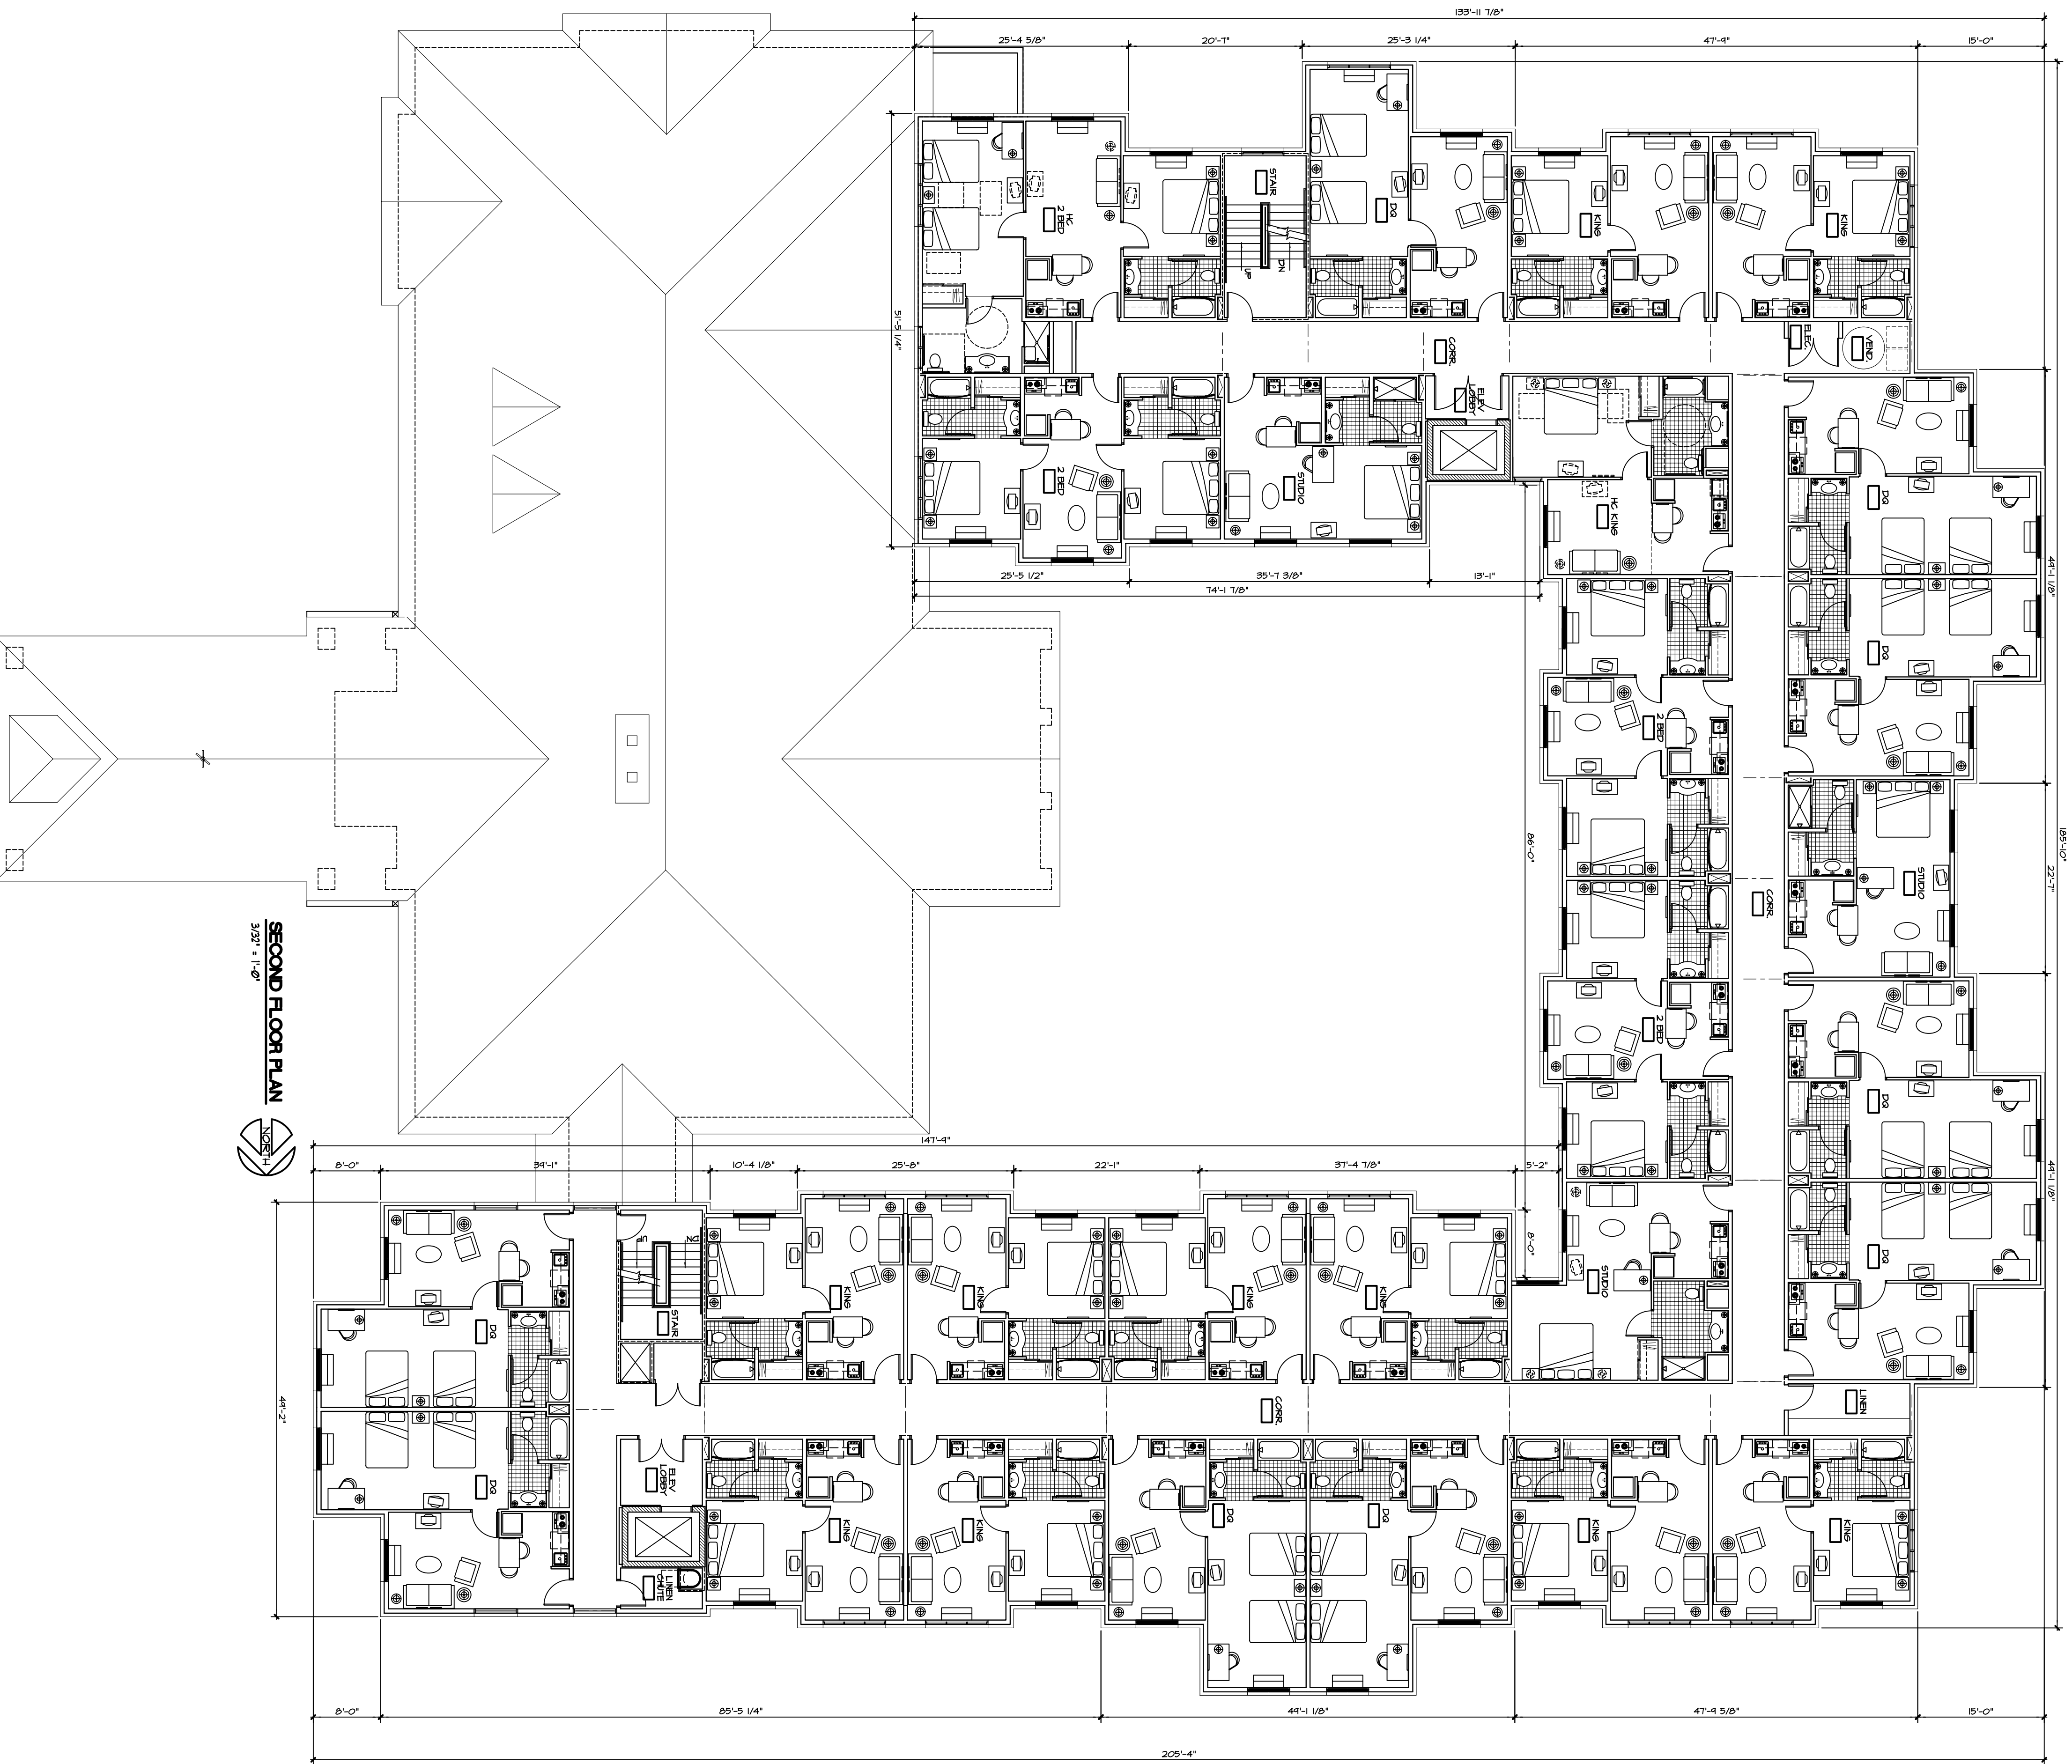 133'-11 7/8"
25'-4 5/8"
20'-7"
25'-3 1/4"
47'-9"
15'-0"
STAIR
UP
DN
HC
2 BED
DQ
KING
KING
51'-5 1/4"
CORR.
ELEC.
VEND.
ELEV
LOBBY
2 BED
STUDIO
HC KING
DQ
49'-1 1/8"
25'-5 1/2"
35'-7 3/8"
13'-1"
74'-1 7/8"
DQ
2 BED
86'-0"
185'-10"
22'-7"
STUDIO
CORR.
SECOND FLOOR PLAN
3/32" = 1'-0"
NORTH
2 BED
DQ
49'-1 1/8"
147'-9"
8'-0"
39'-1"
10'-4 1/8"
25'-8"
22'-1"
37'-4 7/8"
5'-2"
8'-0"
DQ
STUDIO
UP
DN
STAIR
KING
KING
KING
KING
DQ
49'-2"
CORR.
LINEN
DQ
ELEV
LOBBY
LINEN
CHUTE
KING
KING
DQ
DQ
KING
KING
8'-0"
85'-5 1/4"
49'-1 1/8"
47'-9 5/8"
15'-0"
205'-4"